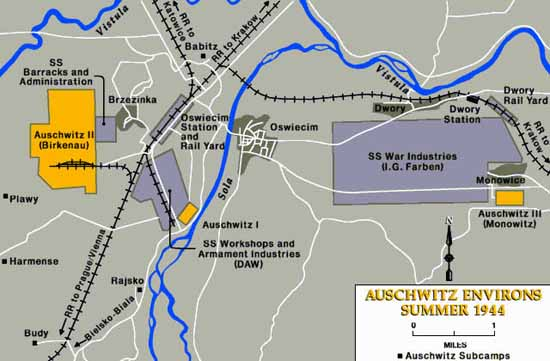 Vistula
RR to
Katowice
RR to Krakow
Babitz
SS
Barracks and
Administration
Brzezinka
Auschwitz II
(Birkenau)
Oswiecim
Station
and
Rail Yard
Oswiecim
Vistula
Dwory
Dwory
Station
Dwory
Rail Yard
RR to
Krakow
SS War Industries
(I.G. Farben)
Monowice
Auschwitz III
(Monowitz)
Sola
Plawy
Auschwitz I
SS Workshops and
Armament Industries
(DAW)
Harmense
RR to Prague/Vienna
Rajsko
Bielsko-Biala
Budy
N
AUSCHWITZ ENVIRONS
SUMMER 1944
0 1
MILES
Auschwitz Subcamps